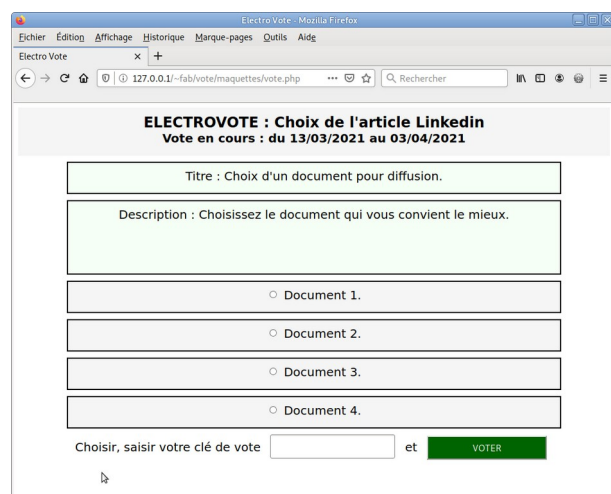 Electro Vote - Mozilla Firefox
Fichier Édition Affichage Historique Marque-pages Outils Aide
Electro Vote × +
127.0.0.1/~fab/vote/maquettes/vote.php ••• Rechercher
ELECTROVOTE : Choix de l'article Linkedin
Vote en cours : du 13/03/2021 au 03/04/2021
Titre : Choix d'un document pour diffusion.
Description : Choisissez le document qui vous convient le mieux.
Document 1.
Document 2.
Document 3.
Document 4.
Choisir, saisir votre clé de vote et VOTER